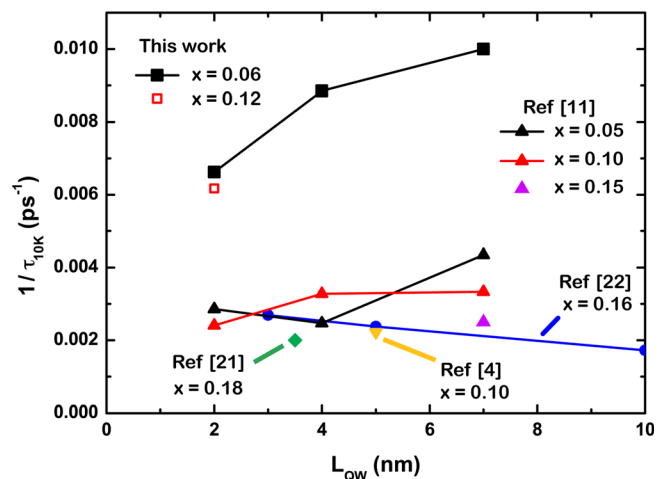 0.010
0.008
0.006
0.004
0.002
0.000
1/ τ10K (ps-1)
This work
x = 0.06
x = 0.12
Ref [11]
x = 0.05
x = 0.10
x = 0.15
Ref [22]
x = 0.16
Ref [21]
x = 0.18
Ref [4]
x = 0.10
0
2
4
6
8
10
LQW (nm)